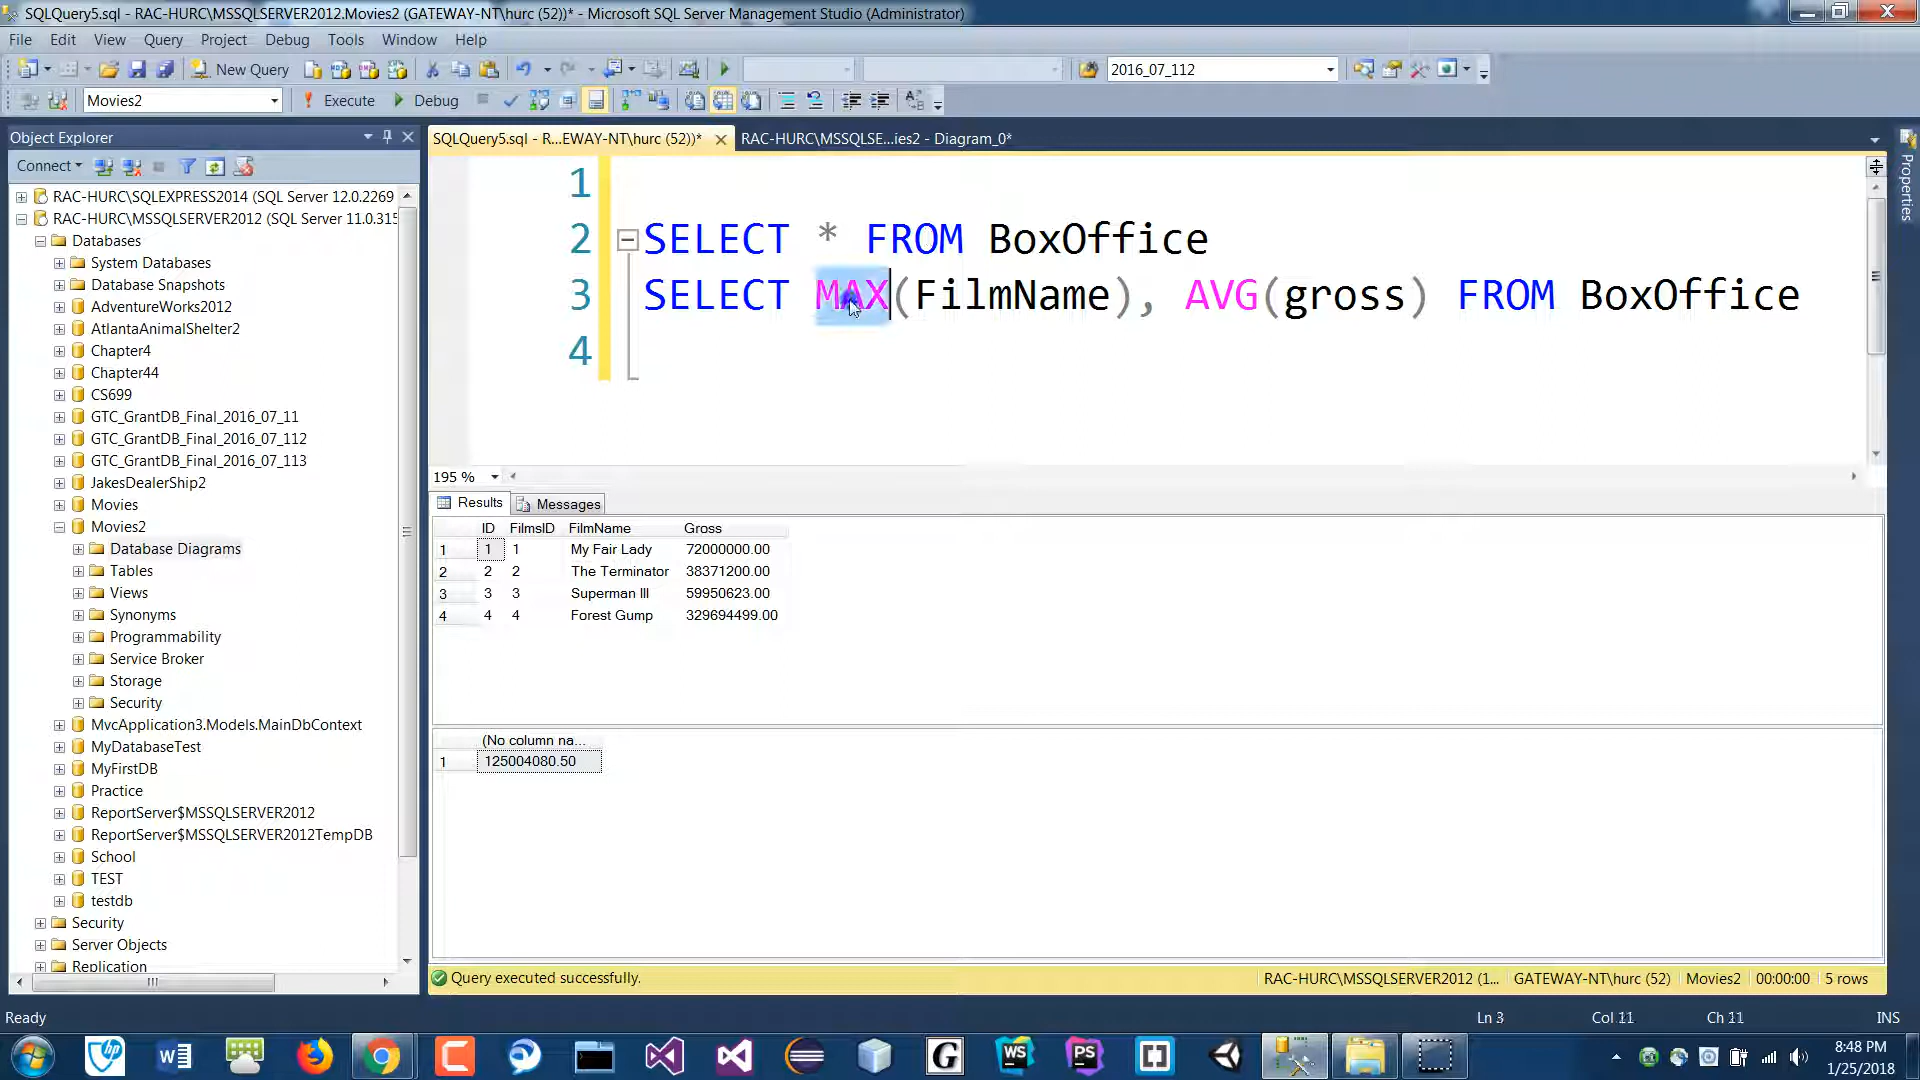 SQLQuery5.sql - RAC-HURC\MSSQLSERVER2012.Movies2 (GATEWAY-NT\hurc (52))* - Microsoft SQL Server Management Studio (Administrator)
File Edit View Query Project Debug Tools Window Help
New Query 2016_07_112
Movies2 Execute Debug
Object Explorer
Connect
RAC-HURC\SQLEXPRESS2014 (SQL Server 12.0.2269
RAC-HURC\MSSQLSERVER2012 (SQL Server 11.0.315
Databases
System Databases
Database Snapshots
AdventureWorks2012
AtlantaAnimalShelter2
Chapter4
Chapter44
CS699
GTC_GrantDB_Final_2016_07_11
GTC_GrantDB_Final_2016_07_112
GTC_GrantDB_Final_2016_07_113
JakesDealerShip2
Movies
Movies2
Database Diagrams
Tables
Views
Synonyms
Programmability
Service Broker
Storage
Security
MvcApplication3.Models.MainDbContext
MyDatabaseTest
MyFirstDB
Practice
ReportServer$MSSQLSERVER2012
ReportServer$MSSQLSERVER2012TempDB
School
TEST
testdb
Security
Server Objects
Replication
SQLQuery5.sql - R...EWAY-NT\hurc (52))* RAC-HURC\MSSQLSE...ies2 - Diagram_0*
Properties
1
2 SELECT * FROM BoxOffice
3 SELECT MAX(FilmName), AVG(gross) FROM BoxOffice
4
195 %
Results Messages
ID FilmsID FilmName Gross
1 1 1 My Fair Lady 72000000.00
2 2 2 The Terminator 38371200.00
3 3 3 Superman III 59950623.00
4 4 4 Forest Gump 329694499.00
(No column na...
1 125004080.50
Query executed successfully. RAC-HURC\MSSQLSERVER2012 (1... GATEWAY-NT\hurc (52) Movies2 00:00:00 5 rows
Ready Ln 3 Col 11 Ch 11 INS
hp W C G WS PS
8:48 PM
1/25/2018